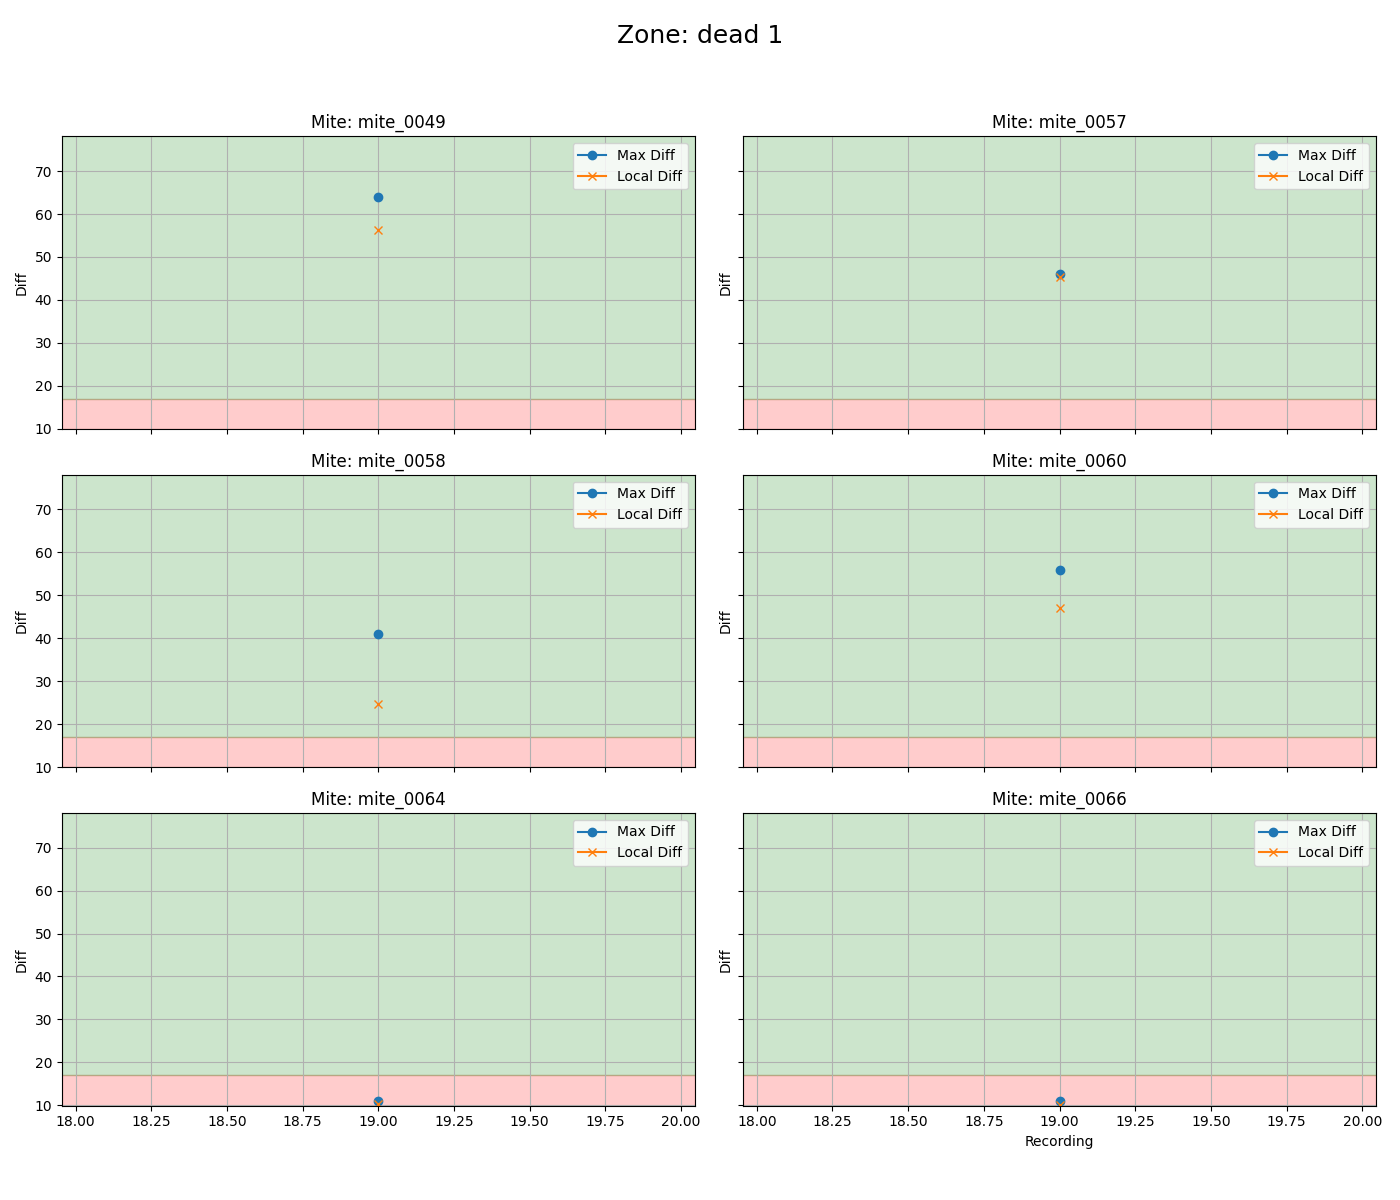 Zone: dead 1
Mite: mite_0049
Max Diff
Local Diff
Diff
70
60
50
40
30
20
10
Mite: mite_0057
Max Diff
Local Diff
Diff
Mite: mite_0058
Max Diff
Local Diff
Diff
70
60
50
40
30
20
10
Mite: mite_0060
Max Diff
Local Diff
Diff
Mite: mite_0064
Max Diff
Local Diff
Diff
70
60
50
40
30
20
10
18.00 18.25 18.50 18.75 19.00 19.25 19.50 19.75 20.00
Mite: mite_0066
Max Diff
Local Diff
Diff
18.00 18.25 18.50 18.75 19.00 19.25 19.50 19.75 20.00
Recording